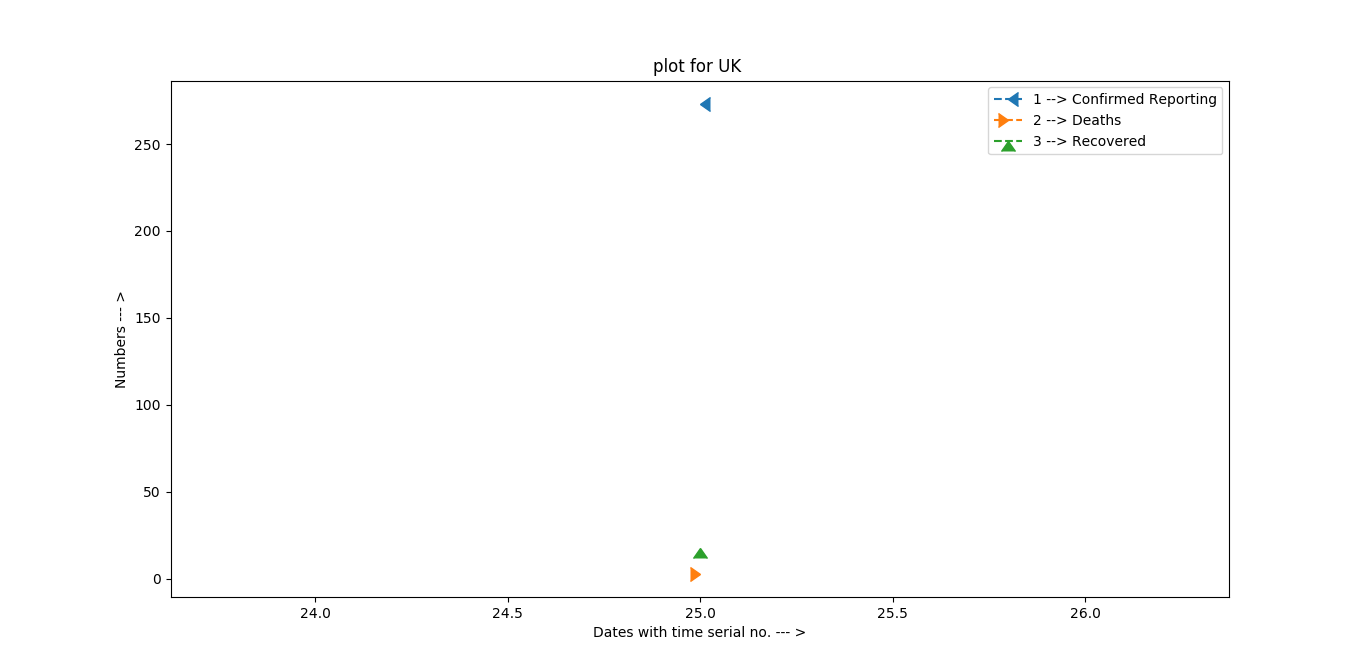 plot for UK
1 --> Confirmed Reporting
2 --> Deaths
3 --> Recovered
250
200
150
100
50
0
Numbers --- >
24.0 24.5 25.0 25.5 26.0
Dates with time serial no. --- >